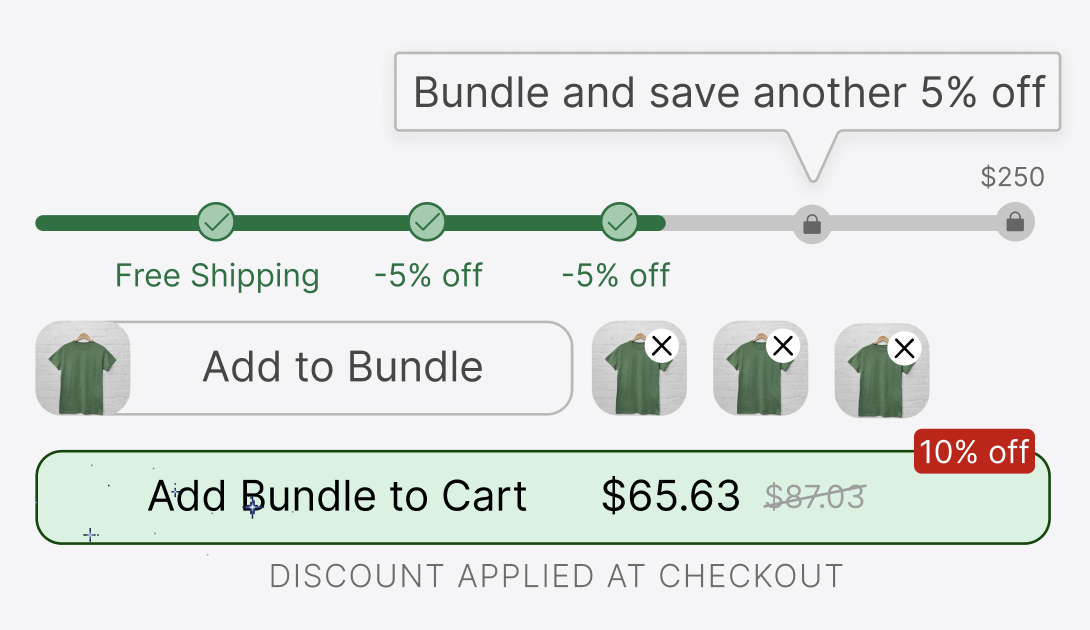 Bundle and save another 5% off
$250
Free Shipping -5% off -5% off
Add to Bundle
10% off
Add Bundle to Cart $65.63 $87.03
DISCOUNT APPLIED AT CHECKOUT